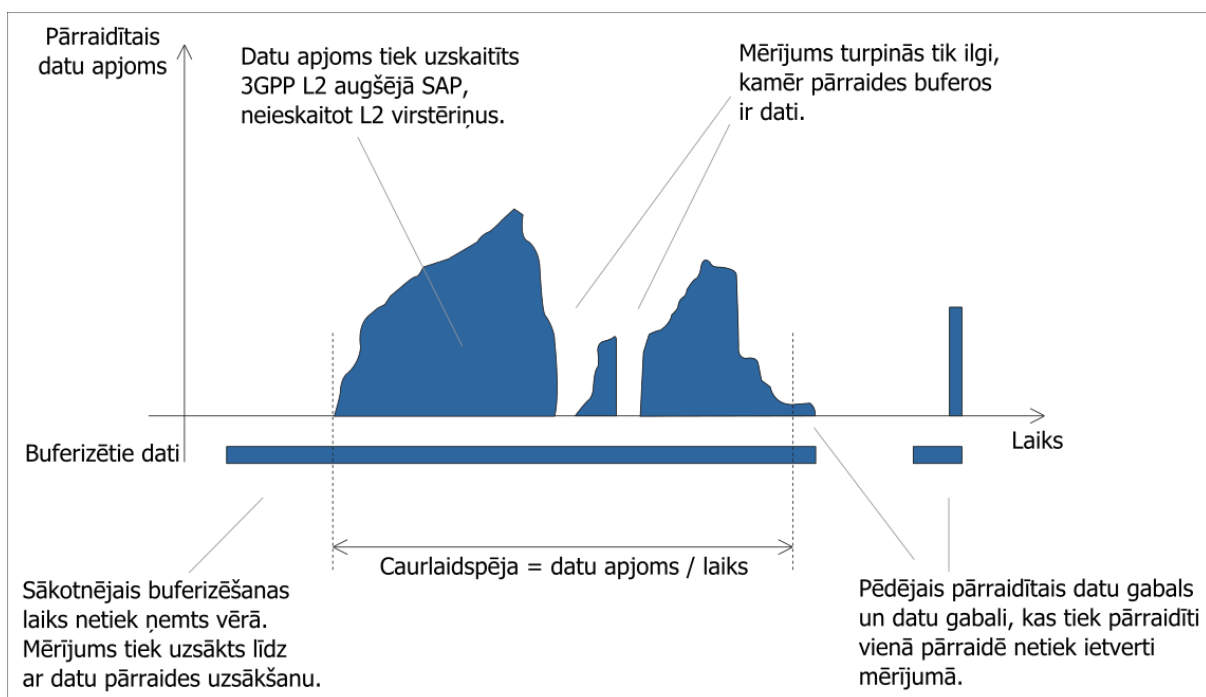 Pārraidītais
datu apjoms
Datu apjoms tiek uzskaitīts
3GPP L2 augšējā SAP,
neieskaitot L2 virstēriņus.
Mērījums turpinās tik ilgi,
kamēr pārraides buferos
ir dati.
Laiks
Buferizētie dati
Caurlaidspēja = datu apjoms / laiks
Sākotnējais buferizēšanas
laiks netiek ņemts vērā.
Mērījums tiek uzsākts līdz
ar datu pārraides uzsākšanu.
Pēdējais pārraidītais datu gabals
un datu gabali, kas tiek pārraidīti
vienā pārraidē netiek ietverti
mērījumā.